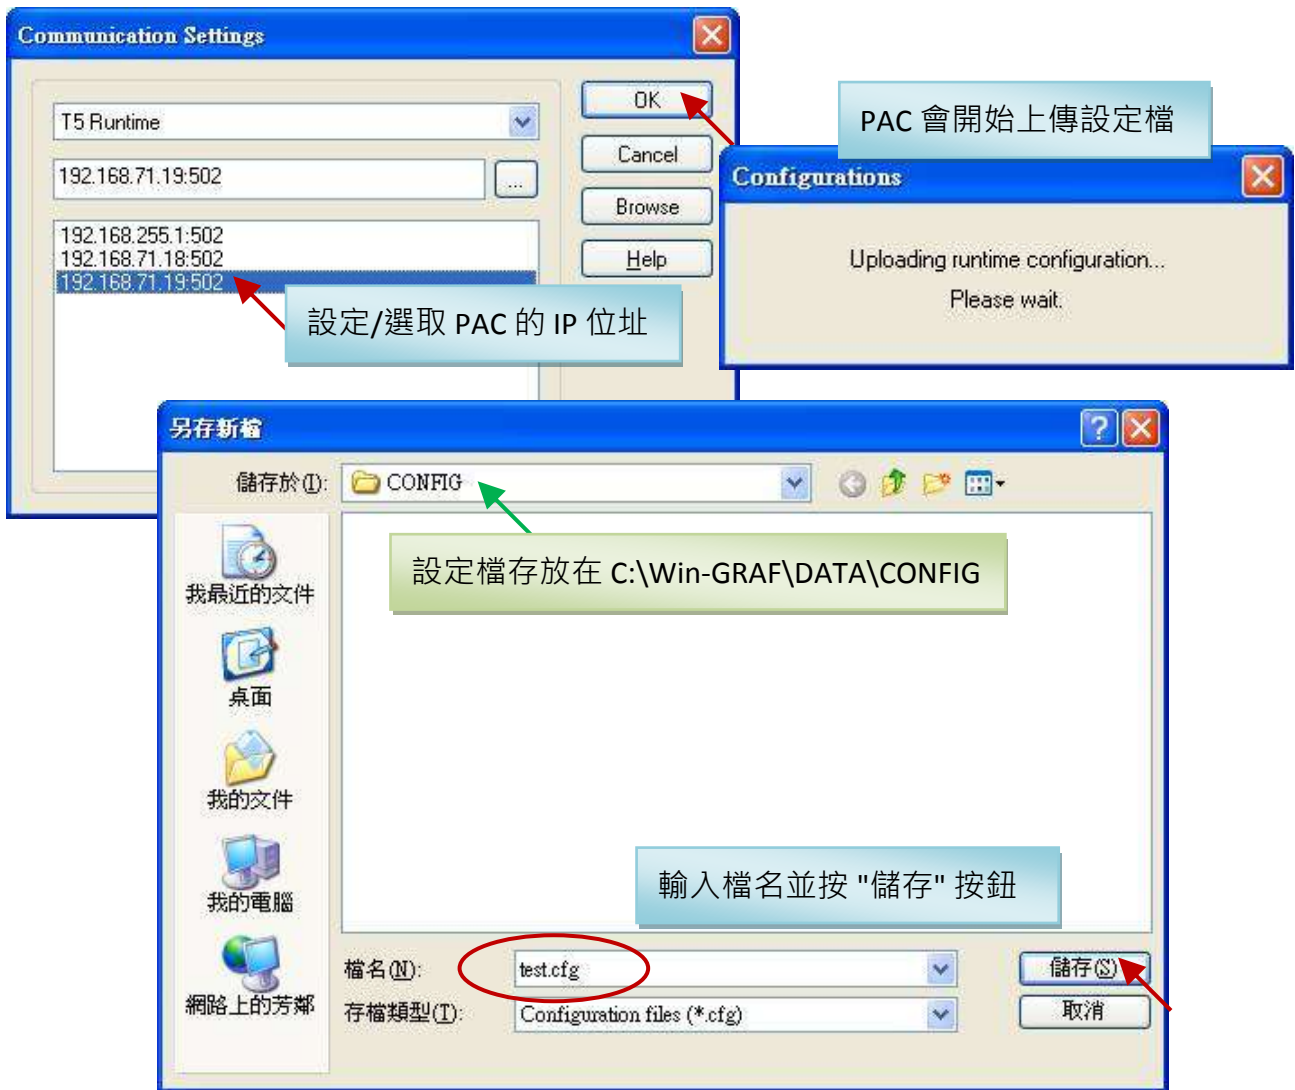 Communication Settings
T5 Runtime
192.168.71.19:502
...
192.168.255.1:502
192.168.71.18:502
192.168.71.19:502
OK
Cancel
Browse
Help
設定/選取 PAC 的 IP 位址
PAC 會開始上傳設定檔
Configurations
Uploading runtime configuration...
Please wait.
另存新檔
儲存於(I):
CONFIG
設定檔存放在 C:\Win-GRAF\DATA\CONFIG
我最近的文件
桌面
我的文件
我的電腦
網路上的芳鄰
輸入檔名並按 "儲存" 按鈕
檔名(N):
test.cfg
儲存(S)
存檔類型(T):
Configuration files (*.cfg)
取消